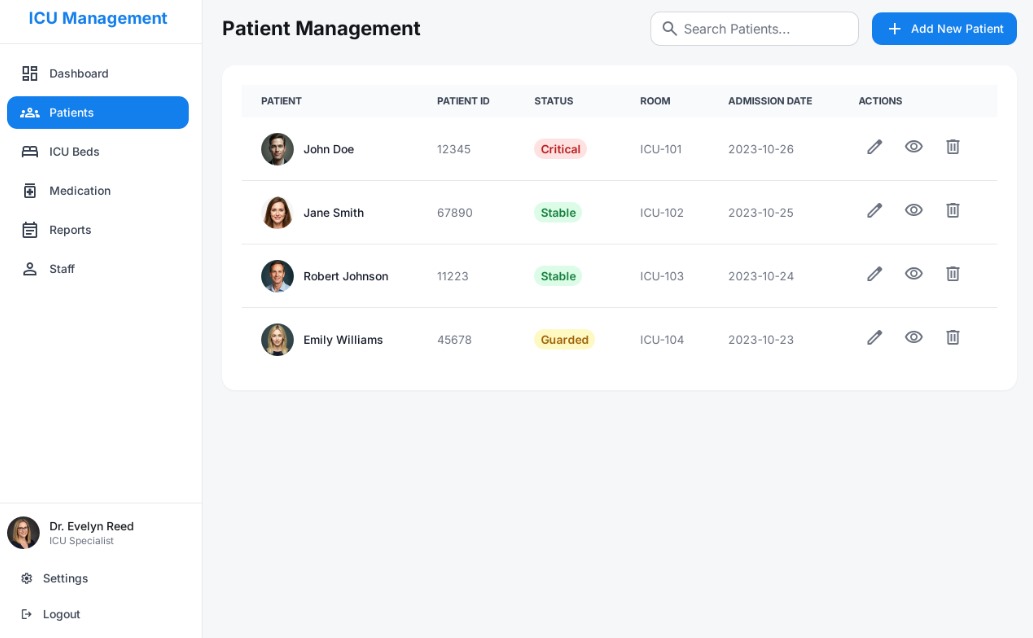 ICU Management
Dashboard
Patients
ICU Beds
Medication
Reports
Staff
Dr. Evelyn Reed
ICU Specialist
Settings
Logout
Patient Management
Search Patients...
Add New Patient
PATIENT PATIENT ID STATUS ROOM ADMISSION DATE ACTIONS
John Doe 12345 Critical ICU-101 2023-10-26
Jane Smith 67890 Stable ICU-102 2023-10-25
Robert Johnson 11223 Stable ICU-103 2023-10-24
Emily Williams 45678 Guarded ICU-104 2023-10-23